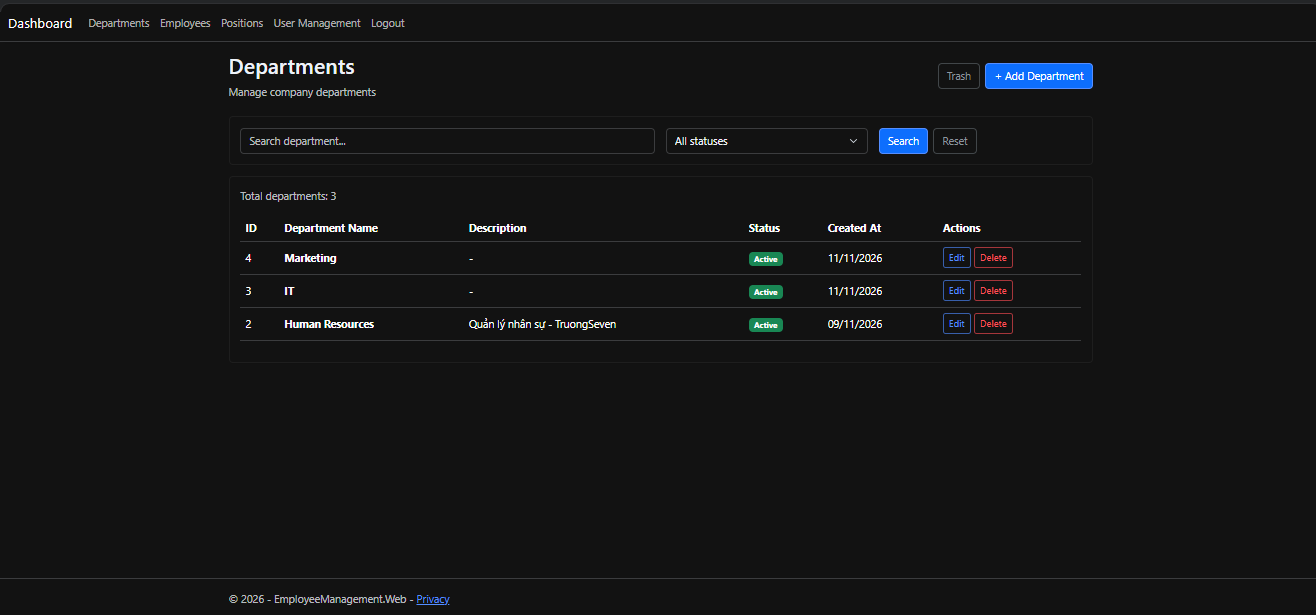 Dashboard Departments Employees Positions User Management Logout
Departments
Manage company departments
Trash + Add Department
Search department... All statuses Search Reset
Total departments: 3
ID Department Name Description Status Created At Actions
4 Marketing - Active 11/11/2026 Edit Delete
3 IT - Active 11/11/2026 Edit Delete
2 Human Resources Quản lý nhân sự - TruongSeven Active 09/11/2026 Edit Delete
© 2026 - EmployeeManagement.Web - Privacy